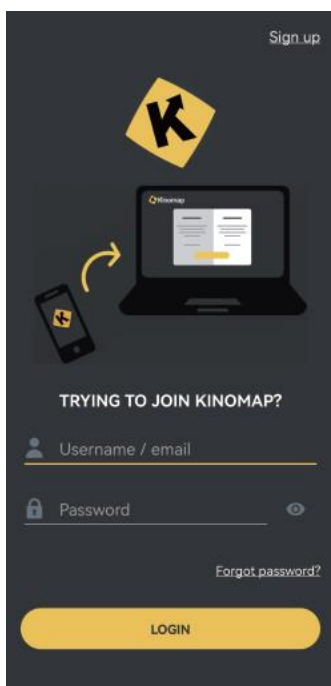 Sign up
Kinomap
TRYING TO JOIN KINOMAP?
Username / email
Password
Forgot password?
LOGIN